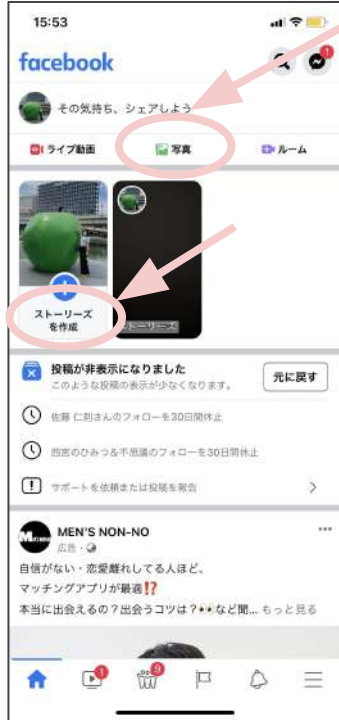 15:53
facebook
1
その気持ち、シェアしよう
ライブ動画
写真
ルーム
ストーリーズ
を作成
ストーリーズ
投稿が非表示になりました
このような投稿の表示が少なくなります。
元に戻す
佐藤 仁則さんのフォローを30日間休止
西宮のひみつ&不思議のフォローを30日間休止
サポートを依頼または投稿を報告
MEN'S NON-NO
広告・
自信がない・恋愛離れしてる人ほど、
マッチングアプリが最適⁉
本当に出会えるの？出会うコツは？👀など聞... もっと見る
1
9